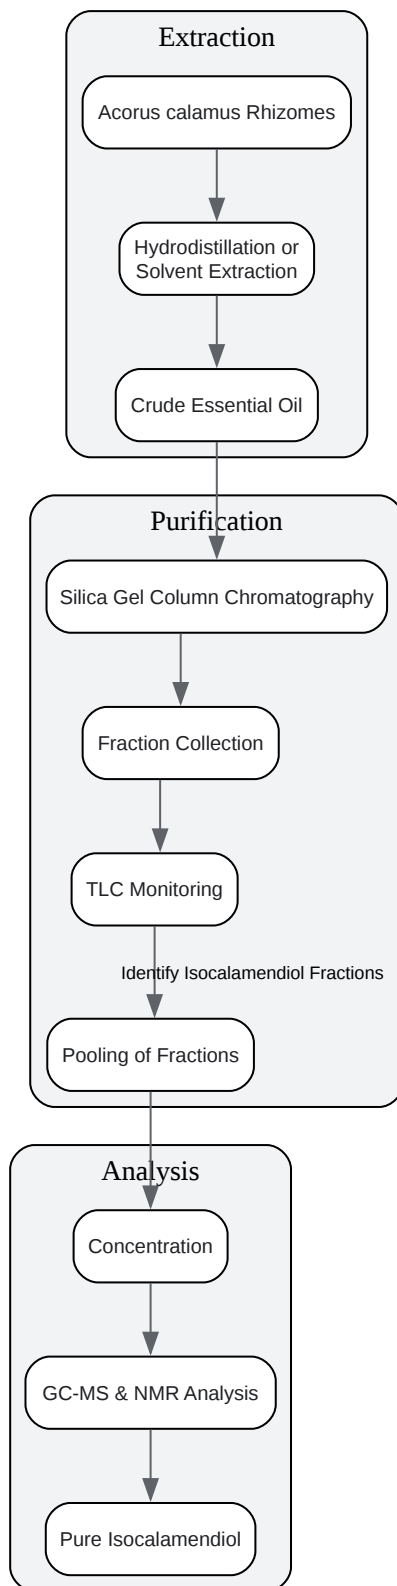 Extraction
Acorus calamus Rhizomes
Hydrodistillation or
Solvent Extraction
Crude Essential Oil
Purification
Silica Gel Column Chromatography
Fraction Collection
TLC Monitoring
Identify Isocalamendiol Fractions
Pooling of Fractions
Analysis
Concentration
GC-MS & NMR Analysis
Pure Isocalamendiol